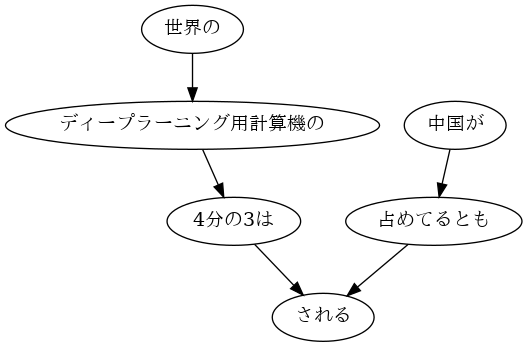 世界の
ディープラーニング用計算機の
中国が
4分の3は
占めてるとも
される